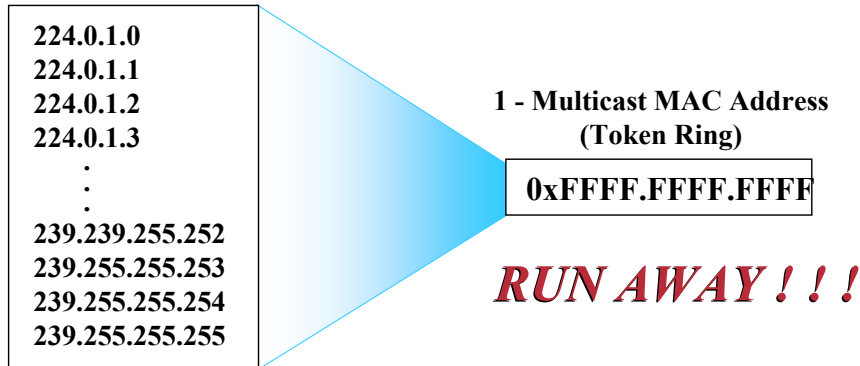 224.0.1.0
224.0.1.1
224.0.1.2
224.0.1.3
.
.
.
239.239.255.252
239.255.255.253
239.255.255.254
239.255.255.255
1 - Multicast MAC Address
(Token Ring)
0xFFFF.FFFF.FFFF
RUN AWAY ! ! !